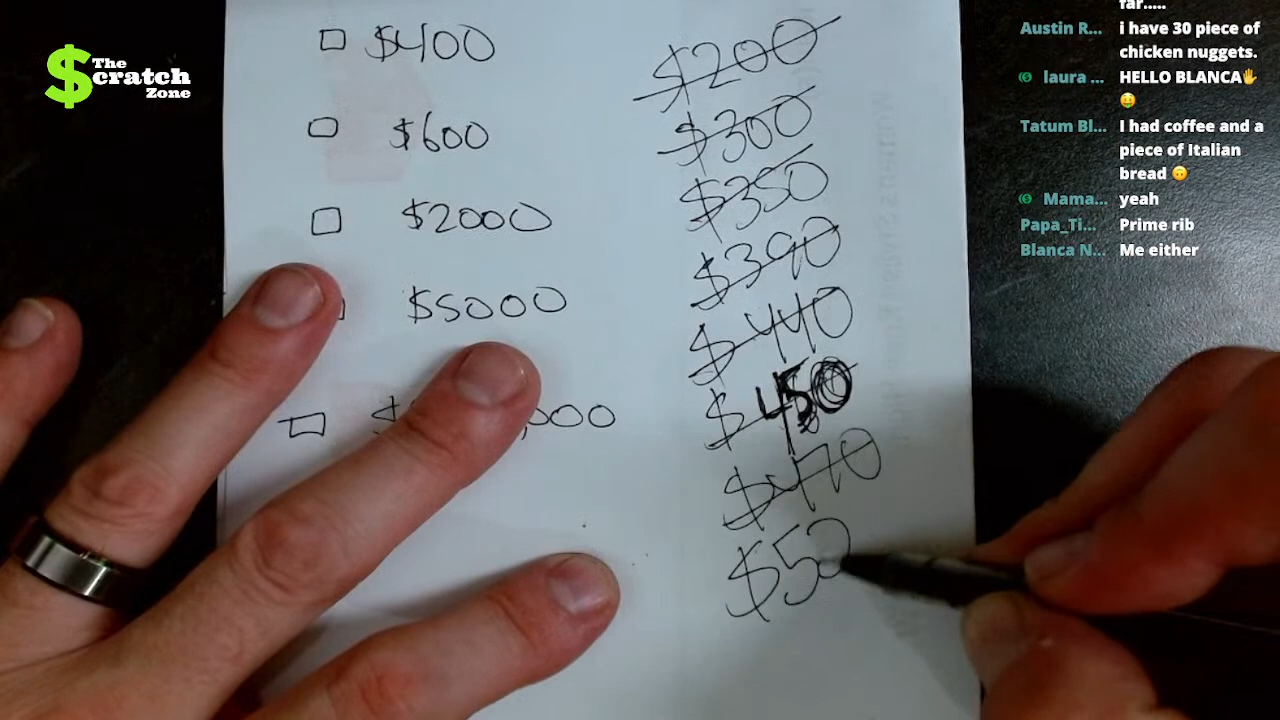 The
$cratch
Zone
$400
$600
$2000
$5000
$200
$300
$350
$390
$440
$450
$470
far.....
Austin R... i have 30 piece of
chicken nuggets.
laura ... HELLO BLANCA✋
🤑
Tatum Bl... I had coffee and a
piece of Italian
bread 🙃
Mama... yeah
Papa_Ti... Prime rib
Blanca N... Me either